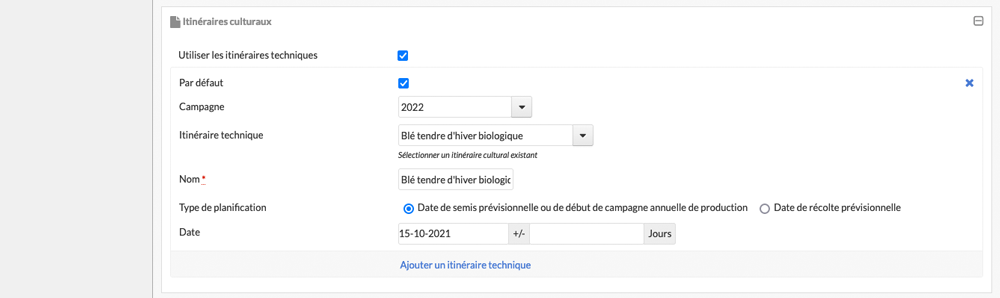 Itinéraires culturaux
Utiliser les itinéraires techniques
Par défaut
Campagne 2022
Itinéraire technique Blé tendre d'hiver biologique
Sélectionner un itinéraire cultural existant
Nom * Blé tendre d'hiver biologic
Type de planification Date de semis prévisionnelle ou de début de campagne annuelle de production Date de récolte prévisionnelle
Date 15-10-2021 +/- Jours
Ajouter un itinéraire technique